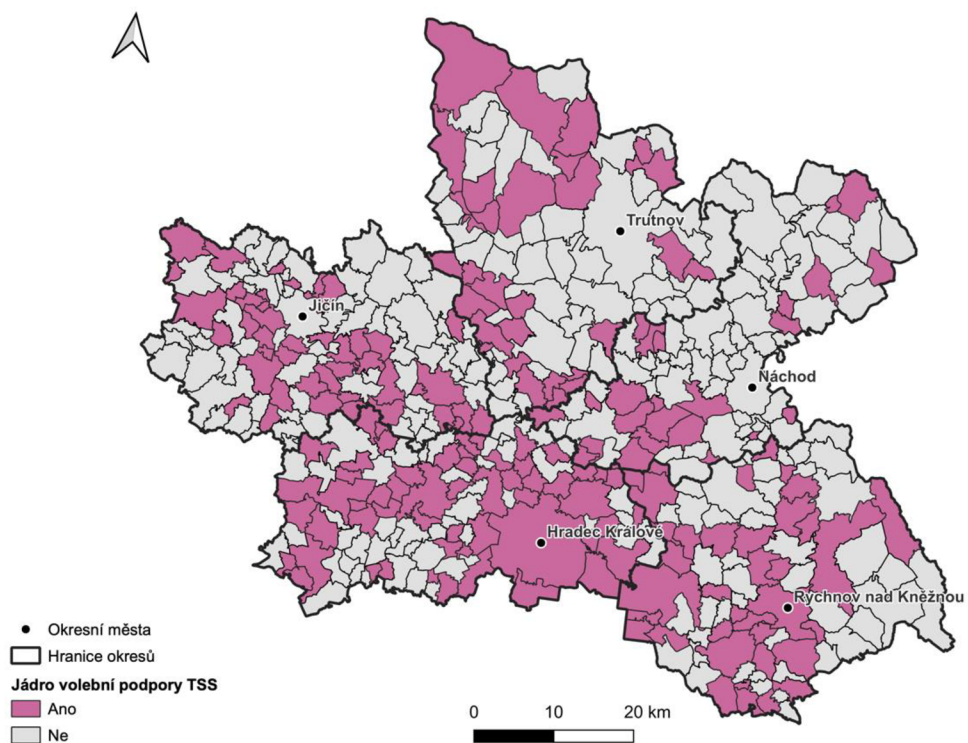 Trutnov
Jičín
Náchod
Hradec Králové
Rychnov nad Kněžnou
Okresní města
Hranice okresů
Jádro volební podpory TSS
Ano
Ne
0 10 20 km